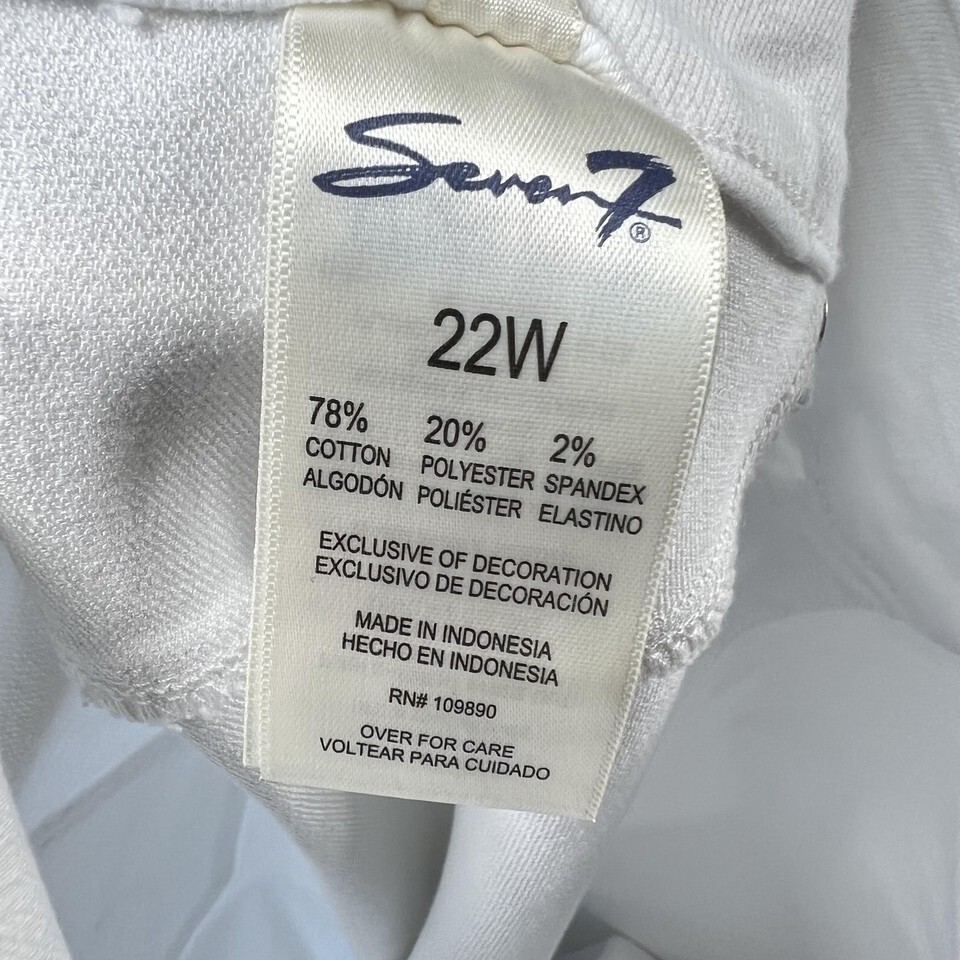 Seven7®
22W
78% 20% 2%
COTTON POLYESTER SPANDEX
ALGODÓN POLIÉSTER ELASTINO
EXCLUSIVE OF DECORATION
EXCLUSIVO DE DECORACIÓN
MADE IN INDONESIA
HECHO EN INDONESIA
RN# 109890
OVER FOR CARE
VOLTEAR PARA CUIDADO